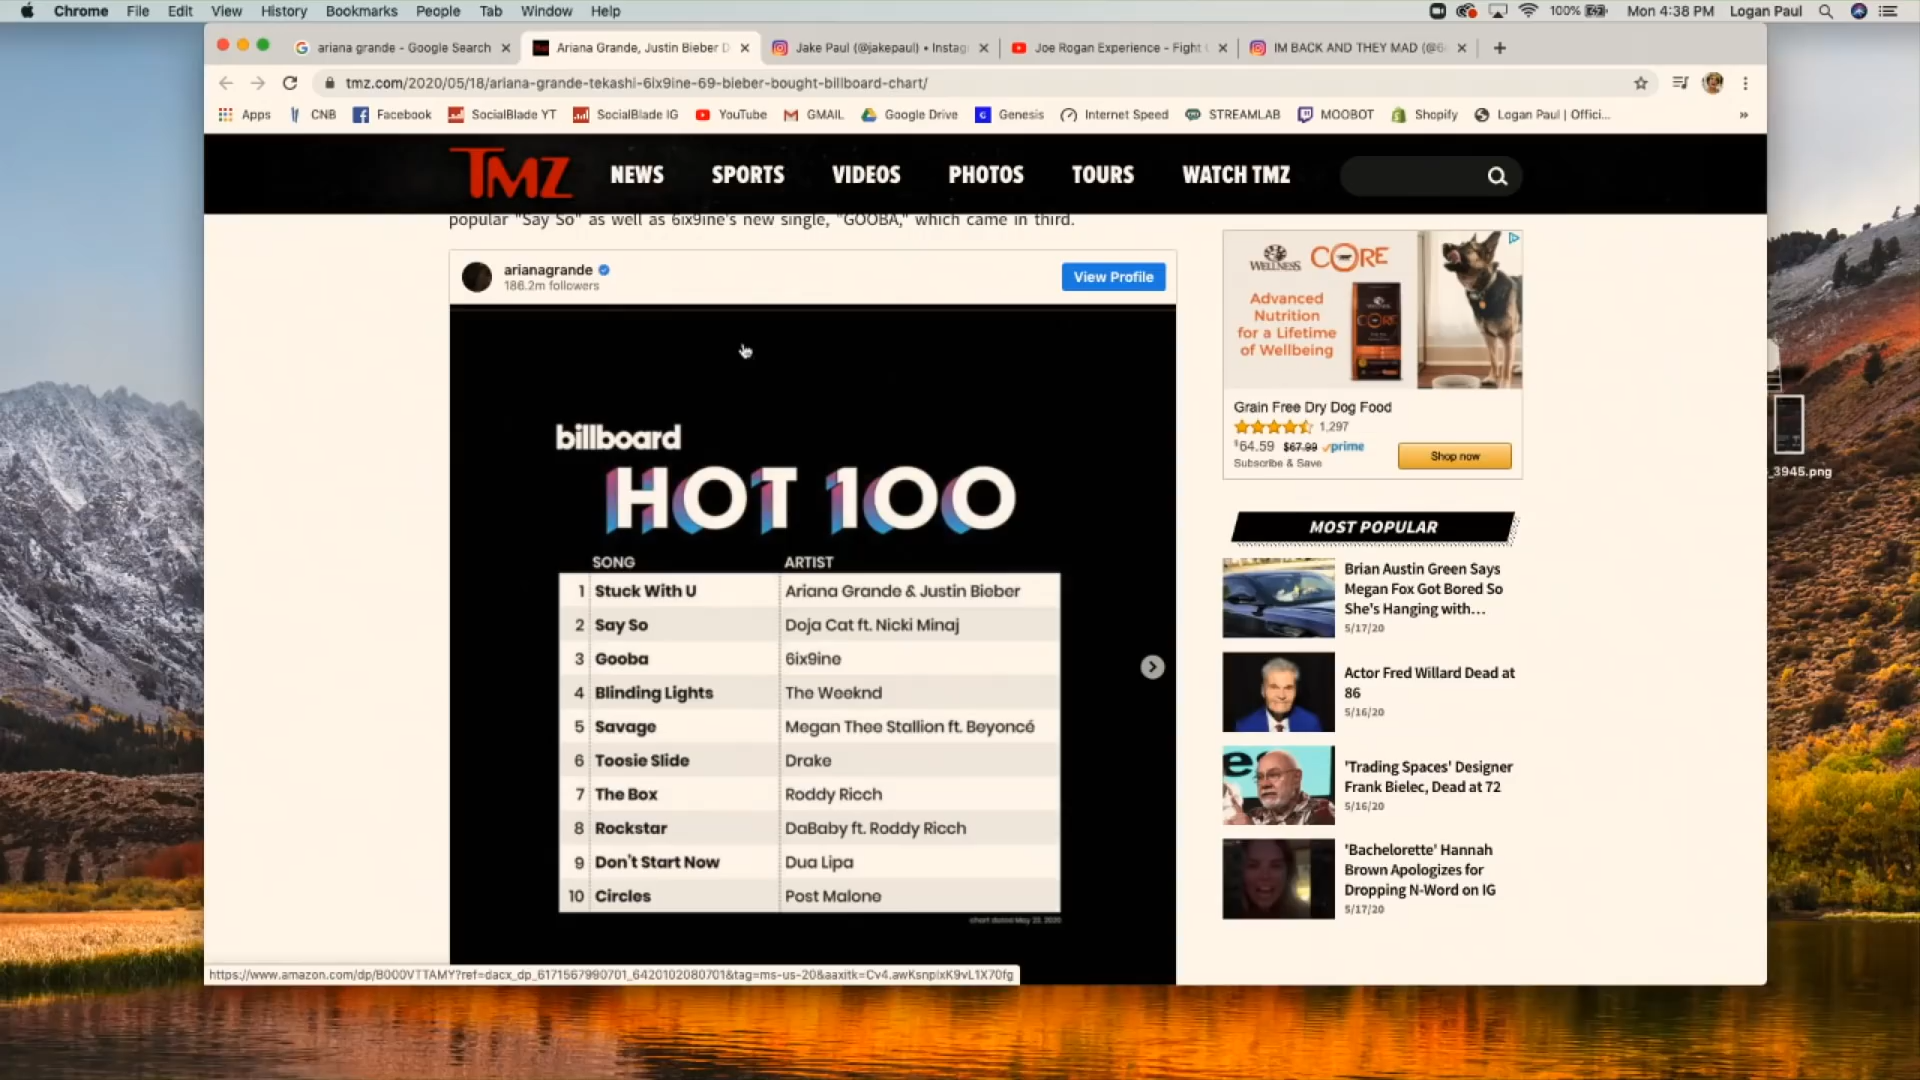 Chrome File Edit View History Bookmarks People Tab Window Help 100% Mon 4:38 PM Logan Paul
ariana grande - Google Search
Ariana Grande, Justin Bieber D
Jake Paul (@jakepaul) • Instag
Joe Rogan Experience - Fight
IM BACK AND THEY MAD (@6
tmz.com/2020/05/18/ariana-grande-tekashi-6ix9ine-69-bieber-bought-billboard-chart/
Apps CNB Facebook SocialBlade YT SocialBlade IG YouTube GMAIL Google Drive Genesis Internet Speed STREAMLAB MOOBOT Shopify Logan Paul | Offici...
TMZ NEWS SPORTS VIDEOS PHOTOS TOURS WATCH TMZ
popular "Say So" as well as 6ix9ine's new single, "GOOBA," which came in third.
arianagrande
186.2m followers
View Profile
billboard
HOT 100
SONG ARTIST
1 Stuck With U Ariana Grande & Justin Bieber
2 Say So Doja Cat ft. Nicki Minaj
3 Gooba 6ix9ine
4 Blinding Lights The Weeknd
5 Savage Megan Thee Stallion ft. Beyoncé
6 Toosie Slide Drake
7 The Box Roddy Ricch
8 Rockstar DaBaby ft. Roddy Ricch
9 Don't Start Now Dua Lipa
10 Circles Post Malone
chart dated May 23, 2020
WELLNESS CORE
Advanced
Nutrition
for a Lifetime
of Wellbeing
CORE
Grain Free Dry Dog Food
1,297
$64.59 $67.99 prime
Subscribe & Save
Shop now
MOST POPULAR
Brian Austin Green Says
Megan Fox Got Bored So
She's Hanging with...
5/17/20
Actor Fred Willard Dead at
86
5/16/20
'Trading Spaces' Designer
Frank Bielec, Dead at 72
5/16/20
'Bachelorette' Hannah
Brown Apologizes for
Dropping N-Word on IG
5/17/20
_3945.png